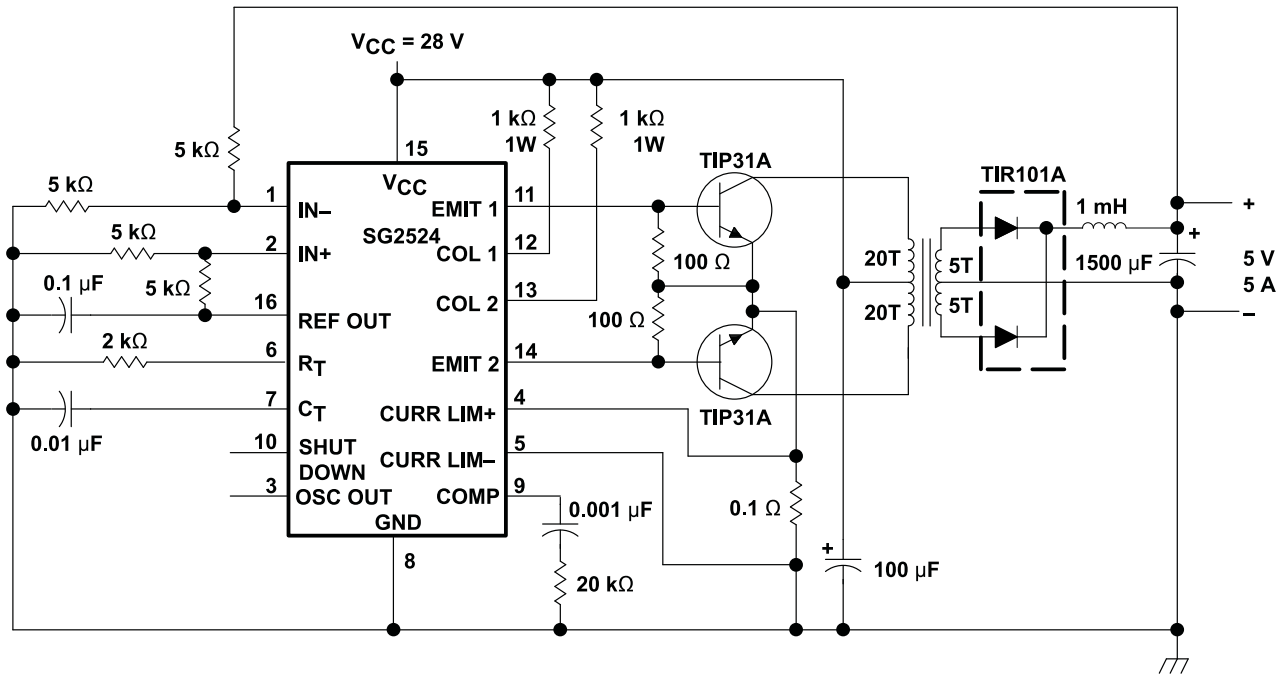 VCC = 28 V
5 kΩ
1 kΩ
1W
1 kΩ
1W
TIP31A
TIR101A
15
VCC
SG2524
5 kΩ
1
IN–
EMIT 1
11
1 mH
+
5 kΩ
2
IN+
COL 1
12
100 Ω
20T
5T
1500 µF
+
5 V
5 A
0.1 µF
5 kΩ
16
REF OUT
COL 2
13
100 Ω
20T
5T
–
2 kΩ
6
RT
EMIT 2
14
TIP31A
0.01 µF
7
CT
CURR LIM+
4
10
SHUT
DOWN
CURR LIM–
5
3
OSC OUT
COMP
9
0.001 µF
0.1 Ω
GND
8
20 kΩ
+
100 µF